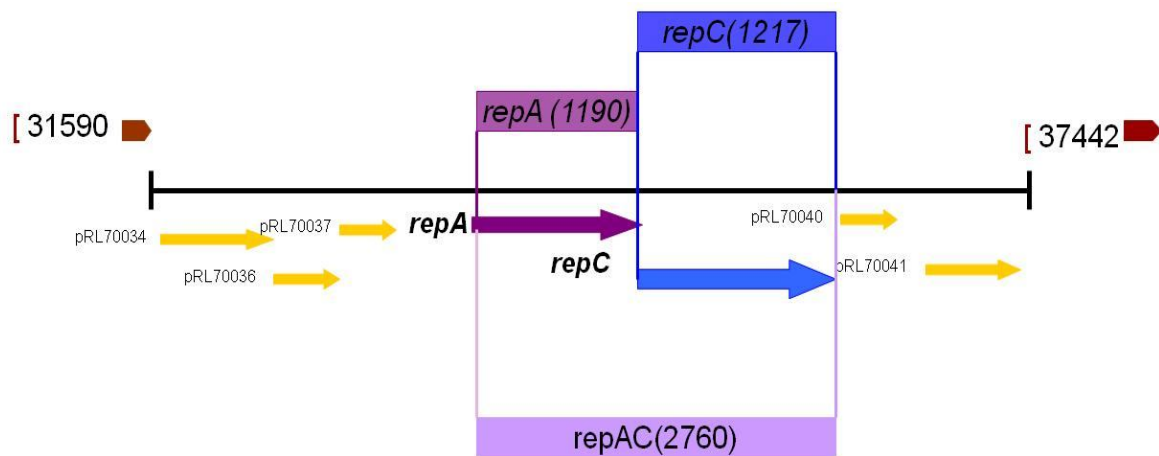 repC(1217)
repA (1190)
[ 31590
[ 37442
pRL70034
pRL70037
repA
pRL70040
pRL70036
repC
pRL70041
repAC(2760)